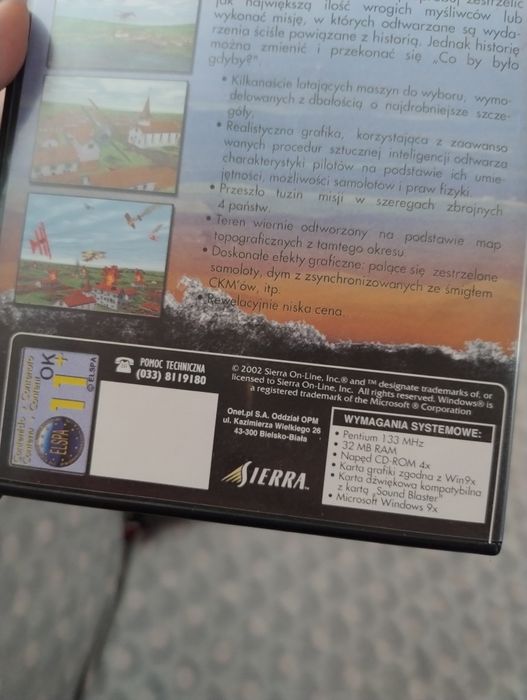 jak największą ilość wrogich myśliwców lub
wykonać misję, w których odtwarzane są wyda-
rzenia ściśle powiązane z historią. Jednak historię
można zmienić i przekonać się „Co by było
gdyby?".
• Kilkanaście latających maszyn do wyboru, wymo-
delowanych z dbałością o najdrobniejsze szcze-
góły.
• Realistyczna grafika, korzystająca z zaawanso
wanych procedur sztucznej inteligencji odtwarza
charakterystyki pilotów na podstawie ich umie-
jętności, możliwości samolotów i praw fizyki.
• Przeszło tuzin misji w szeregach zbrojnych
4 państw.
• Teren wiernie odtworzony na podstawie map
topograficznych z tamtego okresu.
• Doskonałe efekty graficzne: palące się zestrzelone
samoloty, dym z zsynchronizowanych ze śmigłem
CKM'ów, itp.
• Rewelacyjnie niska cena.
OK
11+
©ELSPA
ELSPA
POMOC TECHNICZNA
(033) 8119180
© 2002 Sierra On-Line, Inc.® and ™ designate trademarks of, or
licensed to Sierra On-Line, Inc. All rights reserved. Windows® is
a registered trademark of the Microsoft ® Corporation
Onet.pl S.A. Oddział OPM
ul. Kazimierza Wielkiego 26
43-300 Bielsko-Biała
SIERRA™
WYMAGANIA SYSTEMOWE:
• Pentium 133 MHz
• 32 MB RAM
• Napęd CD-ROM 4x
• Karta grafiki zgodna z Win9x
• Karta dźwiękowa kompatybilna
z kartą „Sound Blaster"
• Microsoft Windows 9x